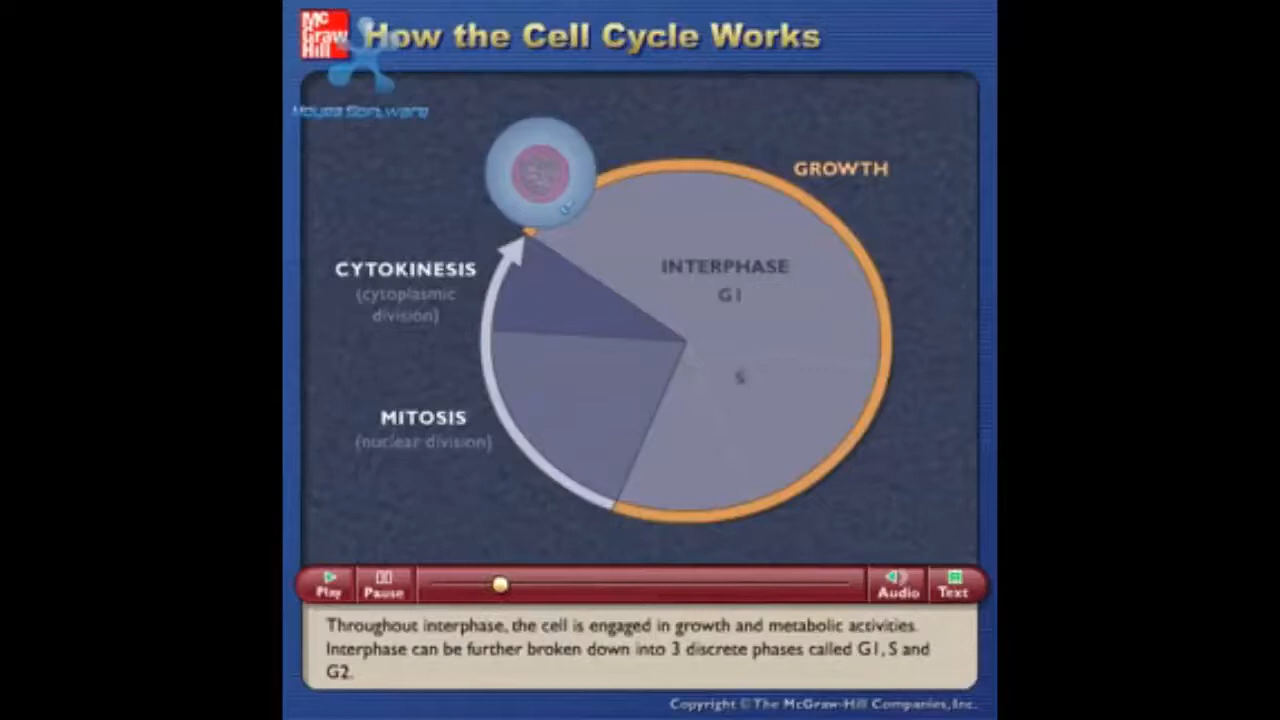 Mc
Graw
Hill
How the Cell Cycle Works
Mouse Software
GROWTH
INTERPHASE
G1
CYTOKINESIS
(cytoplasmic
division)
S
MITOSIS
(nuclear division)
Play
Pause
Audio
Text
Throughout interphase, the cell is engaged in growth and metabolic activities.
Interphase can be further broken down into 3 discrete phases called G1, S and
G2.
Copyright © The McGraw-Hill Companies, Inc.